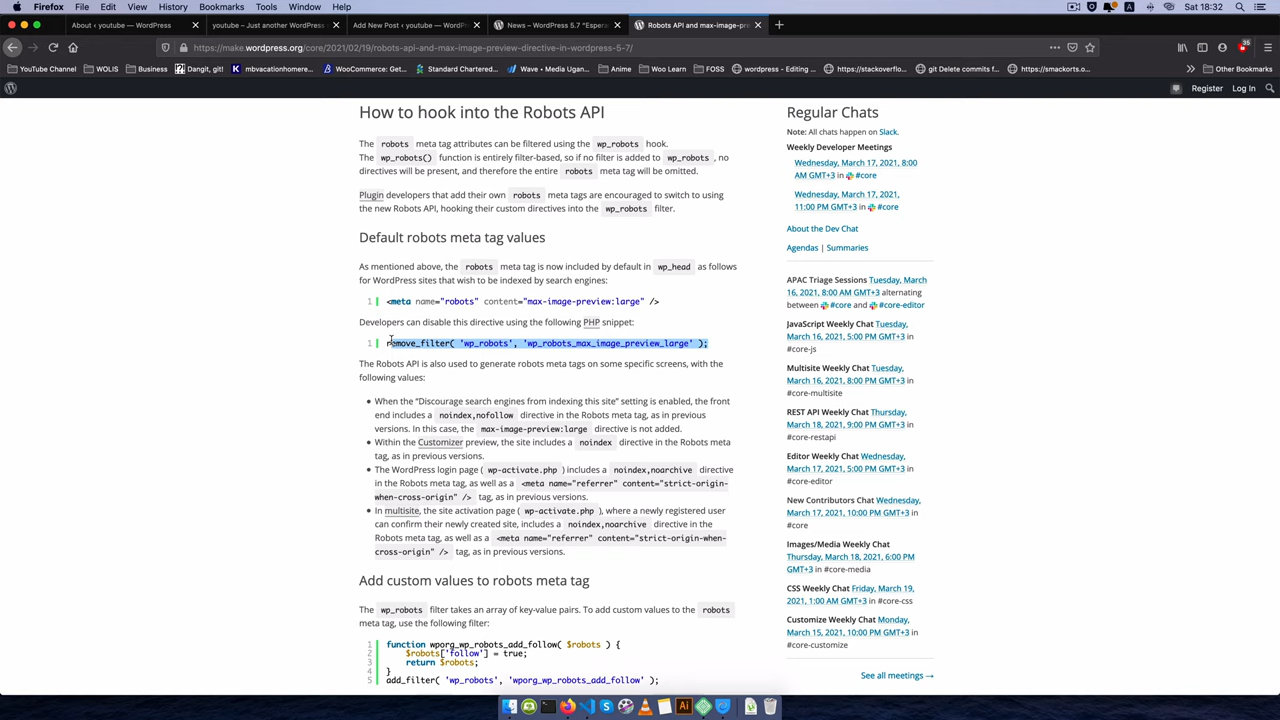 Firefox File Edit View History Bookmarks Tools Window Help
Sat 18:32
About ‹ youtube — WordPress
youtube – Just another WordPress
Add New Post ‹ youtube — WordPress
News – WordPress 5.7 “Esperan
Robots API and max-image-pre
https://make.wordpress.org/core/2021/02/19/robots-api-and-max-image-preview-directive-in-wordpress-5-7/
YouTube Channel WOLIS Business Dangit, git! mbvacationhome... WooCommerce: Get... Standard Chartered... Wave • Media Ugan... Another Woo Learn FOSS wordpress - Editing ... https://stackoverflow... git Delete commits fr... https://smackorts.o... Other Bookmarks
Register Log In
How to hook into the Robots API
The robots meta tag attributes can be filtered using the wp_robots hook.
The wp_robots() function is entirely filter-based, so if no filter is added to wp_robots , no
directives will be present, and therefore the entire robots meta tag will be omitted.
Plugin developers that add their own robots meta tags are encouraged to switch to using
the new Robots API, hooking their custom directives into the wp_robots filter.
Default robots meta tag values
As mentioned above, the robots meta tag is now included by default in wp_head as follows
for WordPress sites that wish to be indexed by search engines:
1 <meta name="robots" content="max-image-preview:large" />
Developers can disable this directive using the following PHP snippet:
1 remove_filter( 'wp_robots', 'wp_robots_max_image_preview_large' );
The Robots API is also used to generate robots meta tags on some specific screens, with the
following values:
• When the “Discourage search engines from indexing this site” setting is enabled, the front
end includes a noindex,nofollow directive in the Robots meta tag, as in previous
versions. In this case, the max-image-preview:large directive is not added.
• Within the Customizer preview, the site includes a noindex directive in the Robots meta
tag, as in previous versions.
• The WordPress login page ( wp-activate.php ) includes a noindex,noarchive directive
in the Robots meta tag, as well as a <meta name="referrer" content="strict-origin-
when-cross-origin" /> tag, as in previous versions.
• In multisite, the site activation page ( wp-activate.php ), where a newly registered user
can confirm their newly created site, includes a noindex,noarchive directive in the
Robots meta tag, as well as a <meta name="referrer" content="strict-origin-when-
cross-origin" /> tag, as in previous versions.
Add custom values to robots meta tag
The wp_robots filter takes an array of key-value pairs. To add custom values to the robots
meta tag, use the following filter:
1 function wporg_wp_robots_add_follow( $robots ) {
2 $robots['follow'] = true;
3 return $robots;
4 }
5 add_filter( 'wp_robots', 'wporg_wp_robots_add_follow' );
Regular Chats
Note: All chats happen on Slack.
Weekly Developer Meetings
Wednesday, March 17, 2021, 8:00
AM GMT+3 in #core
Wednesday, March 17, 2021,
11:00 PM GMT+3 in #core
About the Dev Chat
Agendas | Summaries
APAC Triage Sessions Tuesday, March
16, 2021, 8:00 AM GMT+3 alternating
between #core and #core-editor
JavaScript Weekly Chat Tuesday,
March 16, 2021, 5:00 PM GMT+3 in
#core-js
Multisite Weekly Chat Tuesday,
March 16, 2021, 8:00 PM GMT+3 in
#core-multisite
REST API Weekly Chat Thursday,
March 18, 2021, 9:00 PM GMT+3 in
#core-restapi
Editor Weekly Chat Wednesday,
March 17, 2021, 5:00 PM GMT+3 in
#core-editor
New Contributors Chat Wednesday,
March 17, 2021, 10:00 PM GMT+3 in
#core
Images/Media Weekly Chat
Thursday, March 18, 2021, 6:00 PM
GMT+3 in #core-media
CSS Weekly Chat Friday, March 19,
2021, 1:00 AM GMT+3 in #core-css
Customize Weekly Chat Monday,
March 15, 2021, 10:00 PM GMT+3 in
#core-customize
See all meetings →